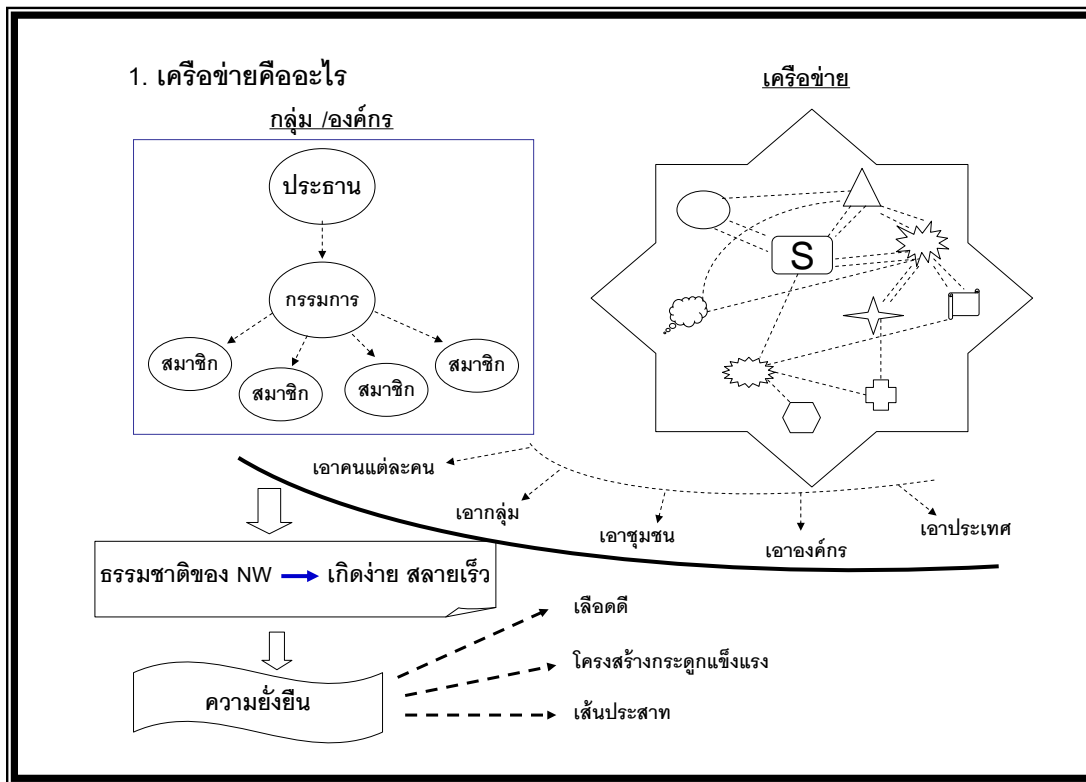 1. เครือข่ายคืออะไร
กลุ่ม /องค์กร
เครือข่าย
ประธาน
กรรมการ
สมาชิก
สมาชิก
สมาชิก
สมาชิก
S
เอาคนแต่ละคน
เอากลุ่ม
เอาชุมชน
เอาองค์กร
เอาประเทศ
ธรรมชาติของ NW เกิดง่าย สลายเร็ว
ความยั่งยืน
เลือดดี
โครงสร้างกระดูกแข็งแรง
เส้นประสาท